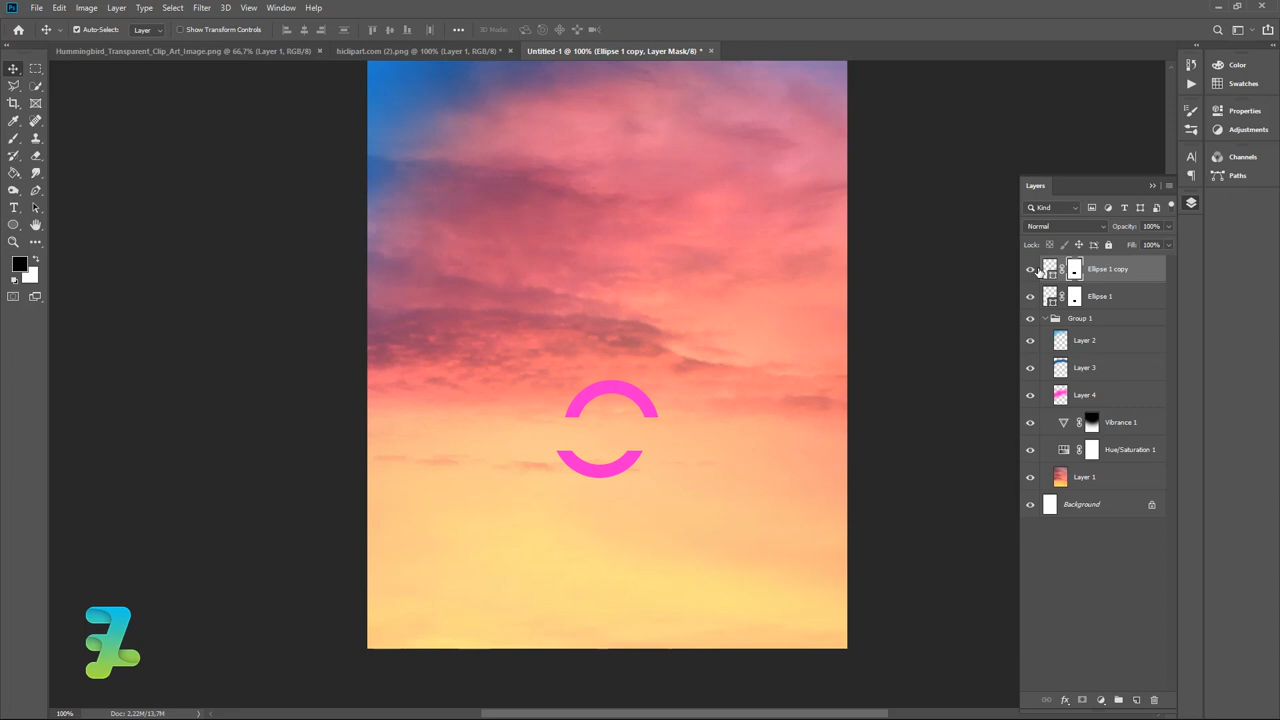 Ps File Edit Image Layer Type Select Filter 3D View Window Help
Auto-Select: Layer Show Transform Controls 3D Mode:
Hummingbird_Transparent_Clip_Art_Image.png @ 66,7% (Layer 1, RGB/8) × hiclipart.com (2).png @ 100% (Layer 1, RGB/8) * × Untitled-1 @ 100% (Ellipse 1 copy, Layer Mask/8) * ×
Color
Swatches
Properties
Adjustments
Channels
Paths
Layers
Kind
Normal Opacity: 100%
Lock: Fill: 100%
Ellipse 1 copy
Ellipse 1
Group 1
Layer 2
Layer 3
Layer 4
Vibrance 1
Hue/Saturation 1
Layer 1
Background
fx
100% Doc: 2,22M/13,7M